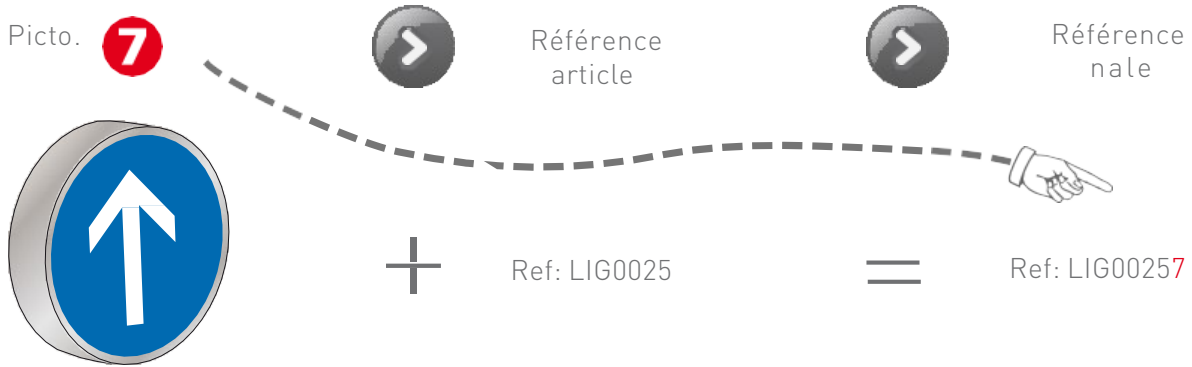 Picto. 7
Référence
article
Référence
nale
Ref: LIG0025
Ref: LIG00257